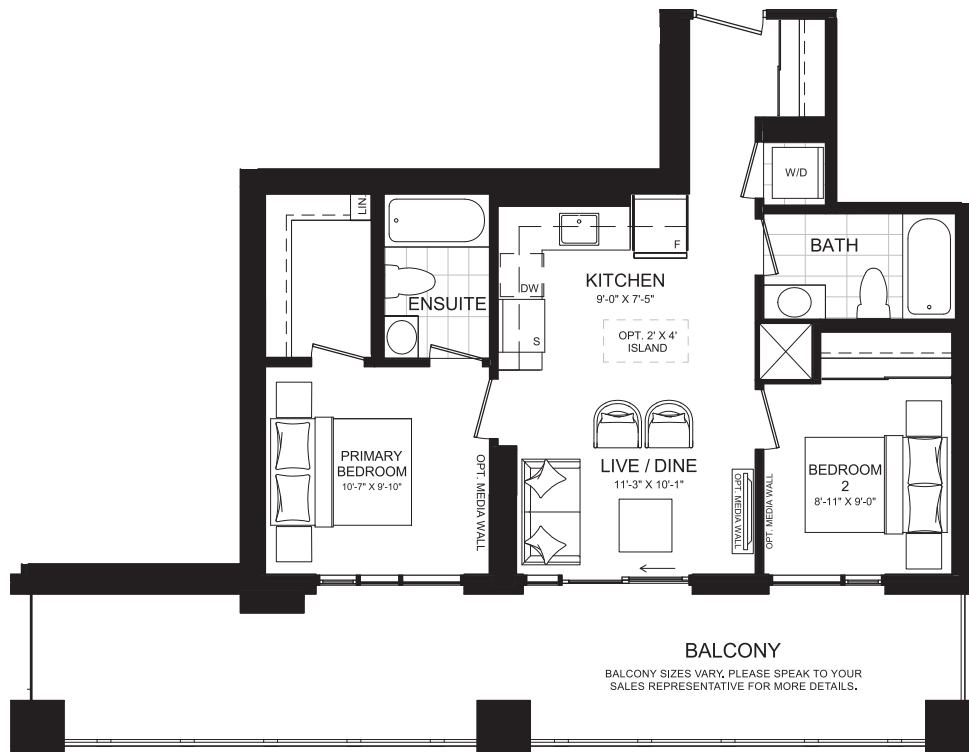 W/D
LIN.
BATH
F
KITCHEN
9'-0" X 7'-5"
DW
ENSUITE
S
OPT. 2' X 4'
ISLAND
PRIMARY
BEDROOM
10'-7" X 9'-10"
OPT. MEDIA WALL
LIVE / DINE
11'-3" X 10'-1"
OPT. MEDIA WALL
OPT. MEDIA WALL
BEDROOM
2
8'-11" X 9'-0"
BALCONY
BALCONY SIZES VARY. PLEASE SPEAK TO YOUR
SALES REPRESENTATIVE FOR MORE DETAILS.